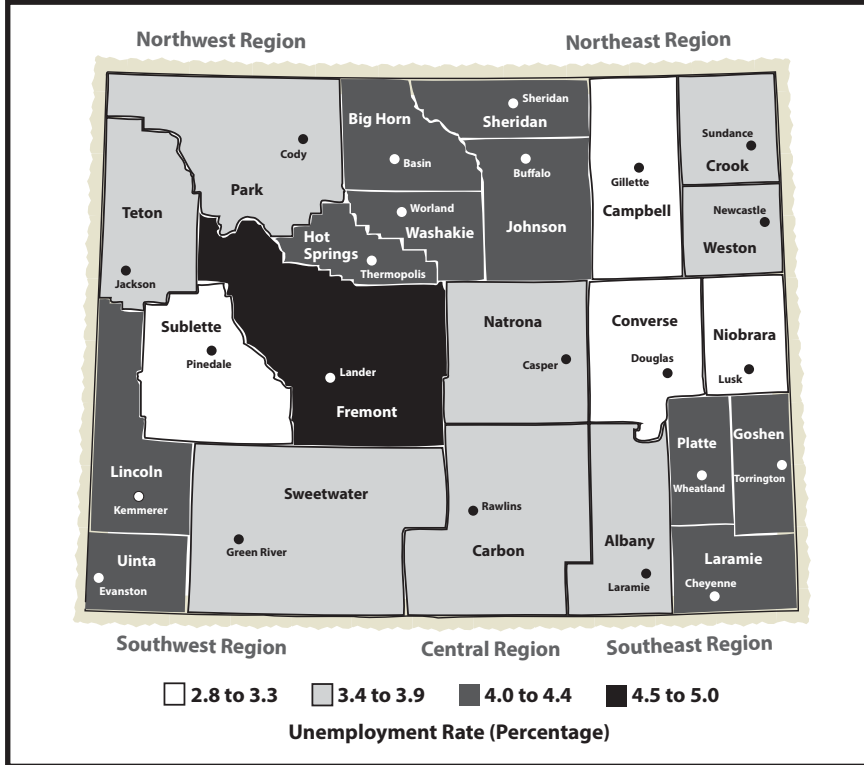 Northwest Region
Northeast Region
Sheridan
Big Horn
Sheridan
Sundance
Cody
Basin
Buffalo
Crook
Gillette
Park
Teton
Worland
Campbell
Newcastle
Hot
Springs
Washakie
Johnson
Weston
Jackson
Thermopolis
Sublette
Natrona
Converse
Niobrara
Pinedale
Casper
Douglas
Lander
Lusk
Fremont
Platte
Goshen
Lincoln
Wheatland
Torrington
Kemmerer
Sweetwater
Rawlins
Green River
Carbon
Albany
Uinta
Laramie
Evanston
Laramie
Cheyenne
Southwest Region
Central Region
Southeast Region
2.8 to 3.3
3.4 to 3.9
4.0 to 4.4
4.5 to 5.0
Unemployment Rate (Percentage)